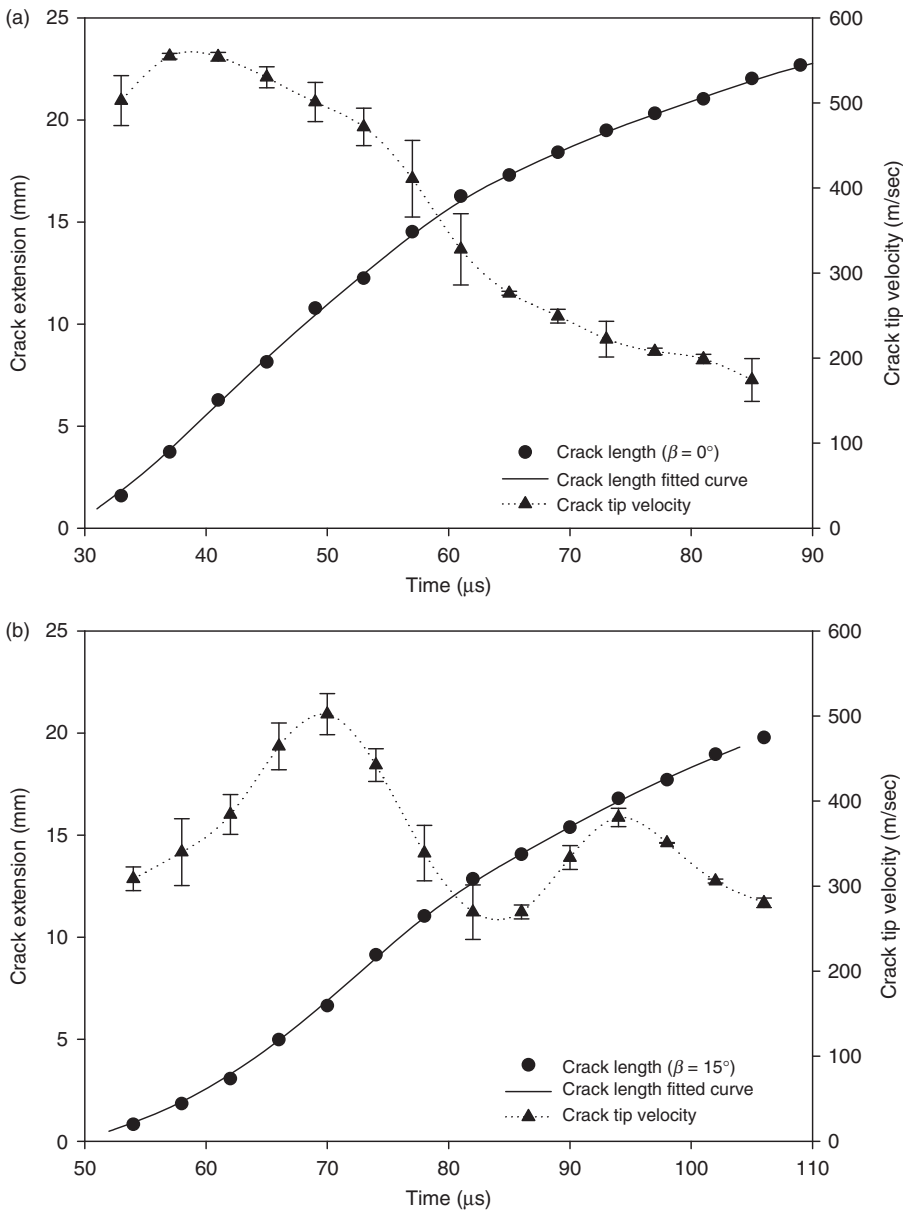 (a)
25
20
15
10
5
0
Crack extension (mm)
600
500
400
300
200
100
0
Crack tip velocity (m/sec)
Crack length (β = 0°)
Crack length fitted curve
Crack tip velocity
30 40 50 60 70 80 90
Time (μs)
(b)
25
20
15
10
5
0
Crack extension (mm)
600
500
400
300
200
100
0
Crack tip velocity (m/sec)
Crack length (β = 15°)
Crack length fitted curve
Crack tip velocity
50 60 70 80 90 100 110
Time (μs)